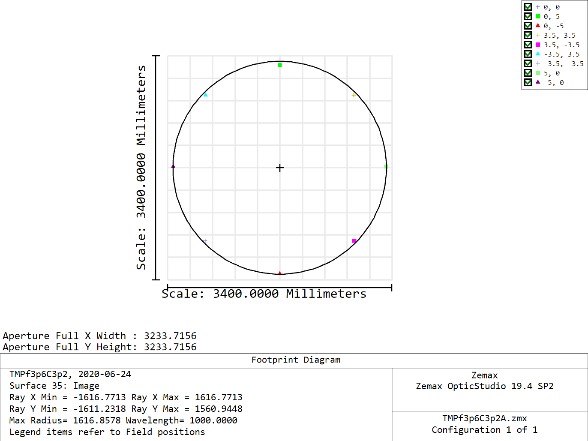 0, 0
0, 5
0, -5
3.5, 3.5
3.5, -3.5
-3.5, 3.5
-3.5, 3.5
5, 0
5, 0
Scale: 3400.0000 Millimeters
Scale: 3400.0000 Millimeters
Aperture Full X Width : 3233.7156
Aperture Full Y Height: 3233.7156
Footprint Diagram
TMPf3p6C3p2, 2020-06-24
Surface 35: Image
Ray X Min = -1616.7713 Ray X Max = 1616.7713
Ray Y Min = -1611.2318 Ray Y Max = 1560.9448
Max Radius= 1616.8578 Wavelength= 1000.0000
Legend items refer to Field positions
Zemax
Zemax OpticStudio 19.4 SP2
TMPf3p6C3p2A.zmx
Configuration 1 of 1